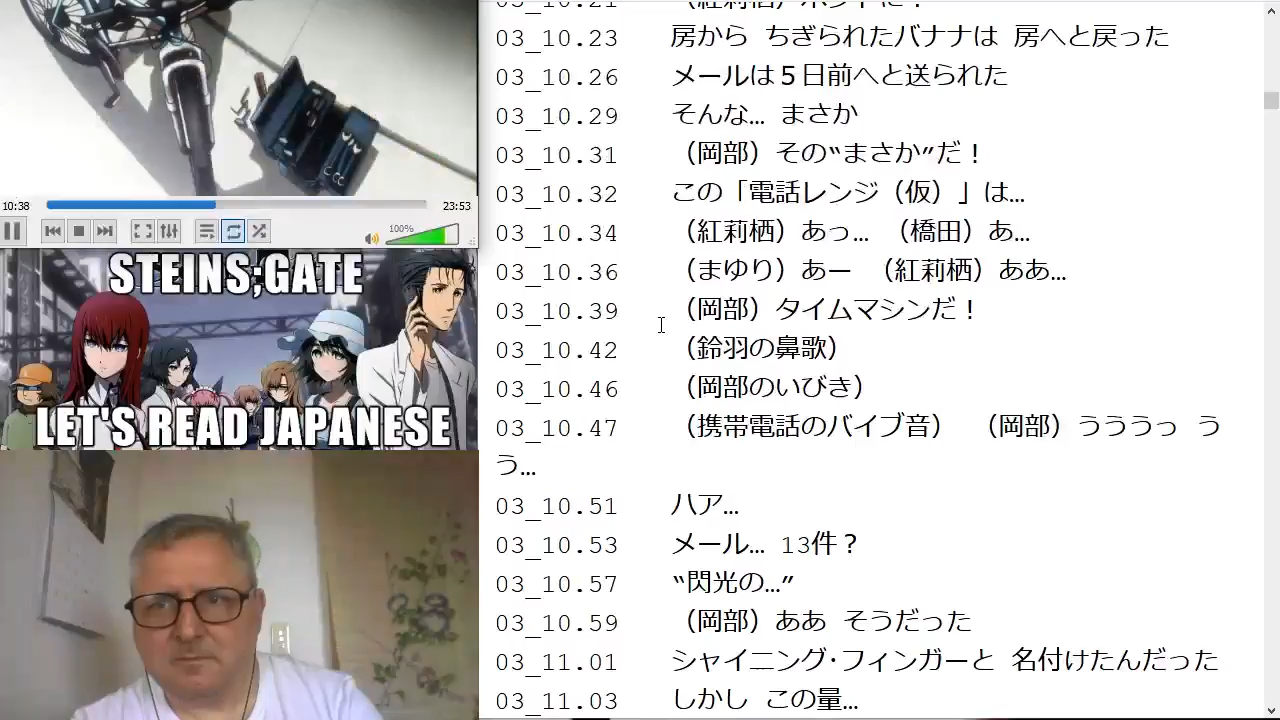 10:38
23:53
100%
STEINS;GATE
LET'S READ JAPANESE
03_10.21 （紅莉栖）ホントに！
03_10.23 房から ちぎられたバナナは 房へと戻った
03_10.26 メールは５日前へと送られた
03_10.29 そんな… まさか
03_10.31 （岡部）その“まさか”だ！
03_10.32 この「電話レンジ（仮）」は…
03_10.34 （紅莉栖）あっ… （橋田）あ…
03_10.36 （まゆり）あー （紅莉栖）ああ…
03_10.39 （岡部）タイムマシンだ！
03_10.42 （鈴羽の鼻歌）
03_10.46 （岡部のいびき）
03_10.47 （携帯電話のバイブ音） （岡部）うううっ う
う…
03_10.51 ハア…
03_10.53 メール… 13件？
03_10.57 “閃光の…”
03_10.59 （岡部）ああ そうだった
03_11.01 シャイニング･フィンガーと 名付けたんだった
03_11.03 しかし この量…